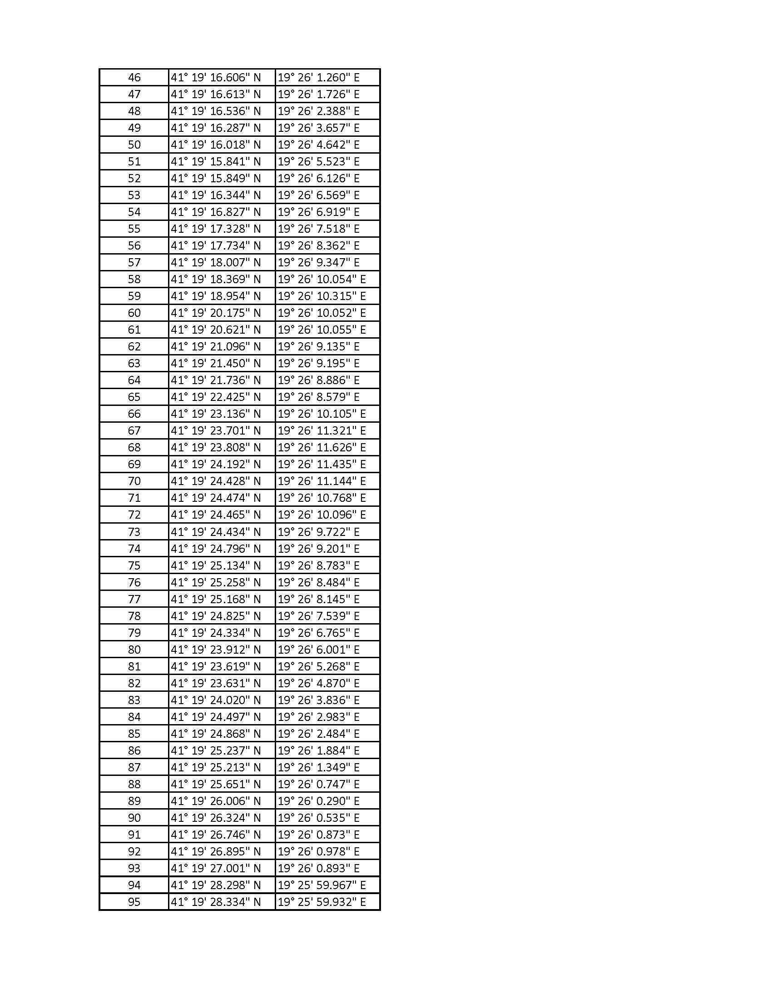 46 41° 19' 16.606" N 19° 26' 1.260" E
47 41° 19' 16.613" N 19° 26' 1.726" E
48 41° 19' 16.536" N 19° 26' 2.388" E
49 41° 19' 16.287" N 19° 26' 3.657" E
50 41° 19' 16.018" N 19° 26' 4.642" E
51 41° 19' 15.841" N 19° 26' 5.523" E
52 41° 19' 15.849" N 19° 26' 6.126" E
53 41° 19' 16.344" N 19° 26' 6.569" E
54 41° 19' 16.827" N 19° 26' 6.919" E
55 41° 19' 17.328" N 19° 26' 7.518" E
56 41° 19' 17.734" N 19° 26' 8.362" E
57 41° 19' 18.007" N 19° 26' 9.347" E
58 41° 19' 18.369" N 19° 26' 10.054" E
59 41° 19' 18.954" N 19° 26' 10.315" E
60 41° 19' 20.175" N 19° 26' 10.052" E
61 41° 19' 20.621" N 19° 26' 10.055" E
62 41° 19' 21.096" N 19° 26' 9.135" E
63 41° 19' 21.450" N 19° 26' 9.195" E
64 41° 19' 21.736" N 19° 26' 8.886" E
65 41° 19' 22.425" N 19° 26' 8.579" E
66 41° 19' 23.136" N 19° 26' 10.105" E
67 41° 19' 23.701" N 19° 26' 11.321" E
68 41° 19' 23.808" N 19° 26' 11.626" E
69 41° 19' 24.192" N 19° 26' 11.435" E
70 41° 19' 24.428" N 19° 26' 11.144" E
71 41° 19' 24.474" N 19° 26' 10.768" E
72 41° 19' 24.465" N 19° 26' 10.096" E
73 41° 19' 24.434" N 19° 26' 9.722" E
74 41° 19' 24.796" N 19° 26' 9.201" E
75 41° 19' 25.134" N 19° 26' 8.783" E
76 41° 19' 25.258" N 19° 26' 8.484" E
77 41° 19' 25.168" N 19° 26' 8.145" E
78 41° 19' 24.825" N 19° 26' 7.539" E
79 41° 19' 24.334" N 19° 26' 6.765" E
80 41° 19' 23.912" N 19° 26' 6.001" E
81 41° 19' 23.619" N 19° 26' 5.268" E
82 41° 19' 23.631" N 19° 26' 4.870" E
83 41° 19' 24.020" N 19° 26' 3.836" E
84 41° 19' 24.497" N 19° 26' 2.983" E
85 41° 19' 24.868" N 19° 26' 2.484" E
86 41° 19' 25.237" N 19° 26' 1.884" E
87 41° 19' 25.213" N 19° 26' 1.349" E
88 41° 19' 25.651" N 19° 26' 0.747" E
89 41° 19' 26.006" N 19° 26' 0.290" E
90 41° 19' 26.324" N 19° 26' 0.535" E
91 41° 19' 26.746" N 19° 26' 0.873" E
92 41° 19' 26.895" N 19° 26' 0.978" E
93 41° 19' 27.001" N 19° 26' 0.893" E
94 41° 19' 28.298" N 19° 25' 59.967" E
95 41° 19' 28.334" N 19° 25' 59.932" E